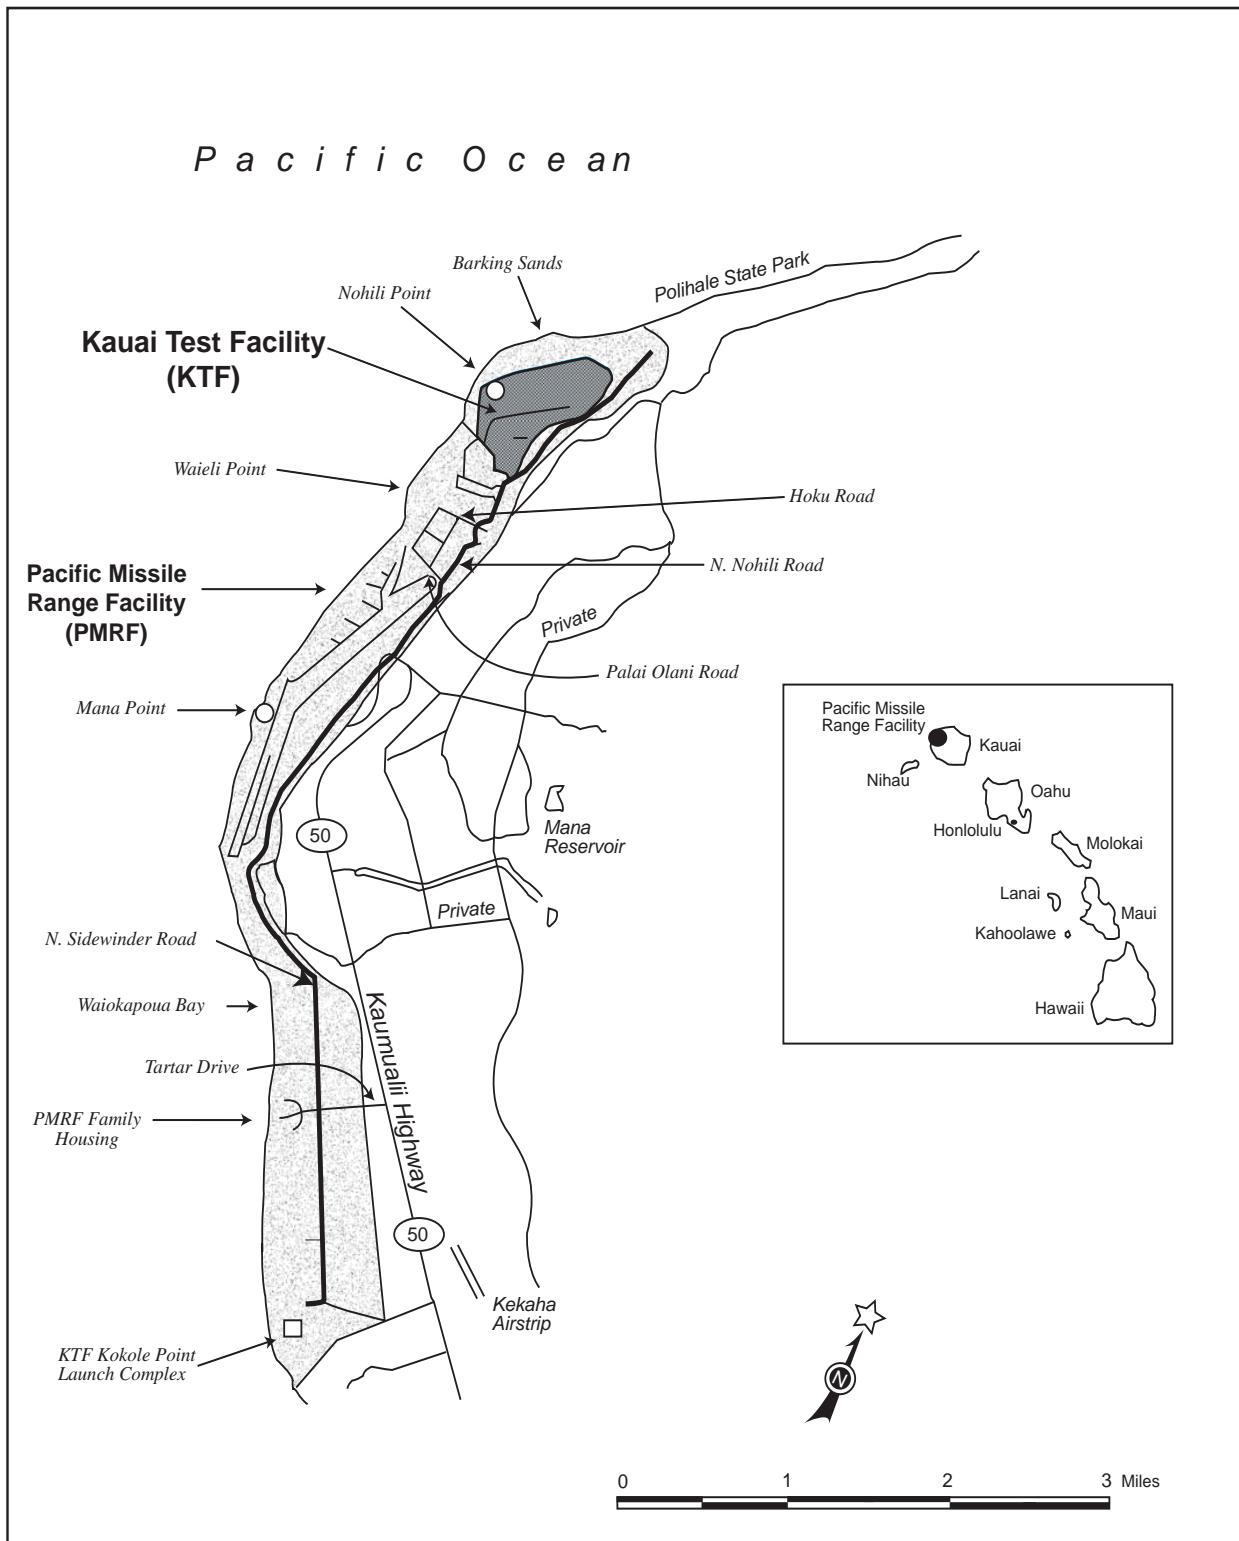 Pacific Ocean
Barking Sands
Polihale State Park
Nohili Point
Kauai Test Facility
(KTF)
Waieli Point
Hoku Road
N. Nohili Road
Pacific Missile
Range Facility
(PMRF)
Private
Palai Olani Road
Mana Point
Pacific Missile
Range Facility
Kauai
Nihau
Oahu
Honlolulu
Molokai
Lanai
Maui
Kahoolawe
Hawaii
50
Mana
Reservoir
Private
N. Sidewinder Road
Waiokapoua Bay
Kaumualii Highway
Tartar Drive
PMRF Family
Housing
50
Kekaha
Airstrip
KTF Kokole Point
Launch Complex
N
0 1 2 3 Miles